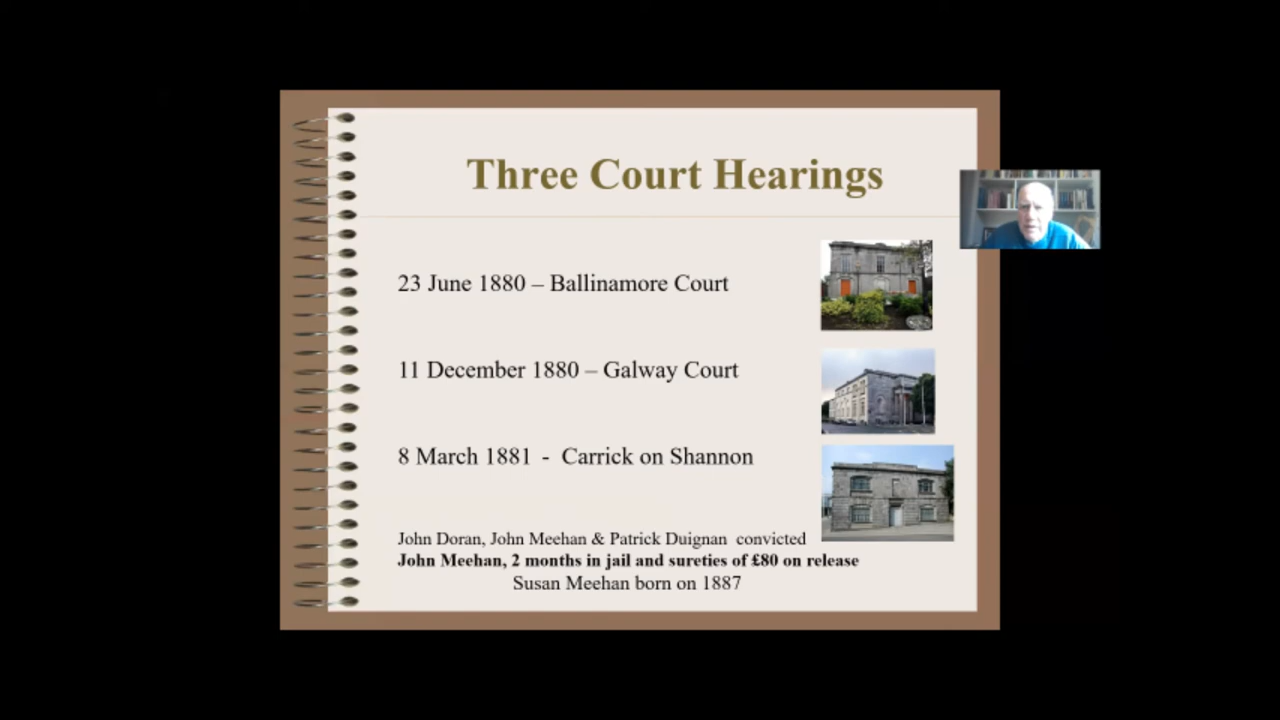 Three Court Hearings
23 June 1880 – Ballinamore Court
11 December 1880 – Galway Court
8 March 1881 - Carrick on Shannon
John Doran, John Meehan & Patrick Duignan convicted
John Meehan, 2 months in jail and sureties of £80 on release
Susan Meehan born on 1887